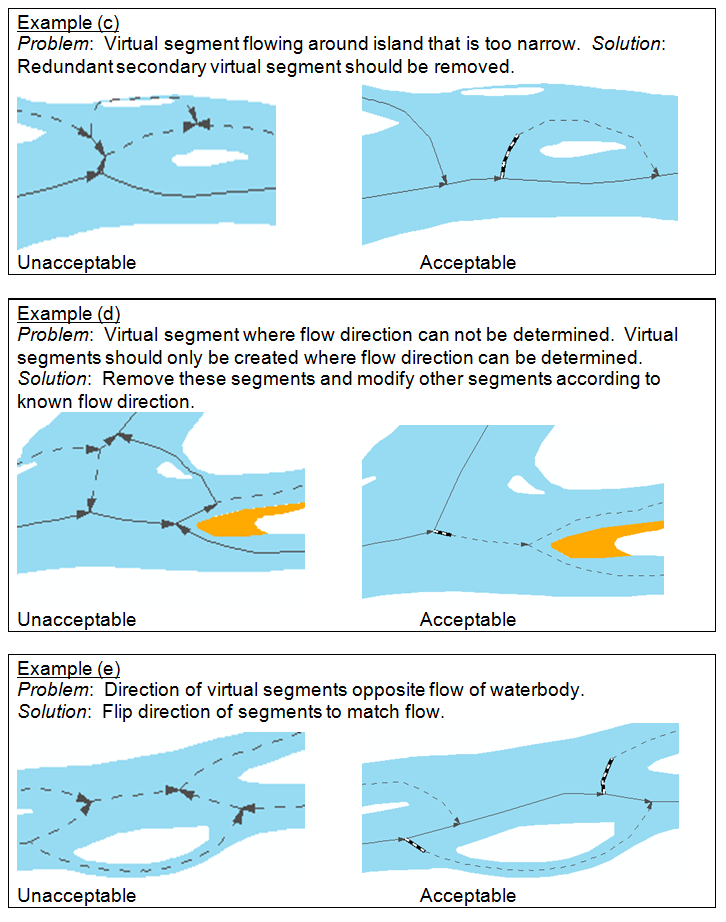 Example (c)
Problem: Virtual segment flowing around island that is too narrow. Solution:
Redundant secondary virtual segment should be removed.
Unacceptable
Acceptable
Example (d)
Problem: Virtual segment where flow direction can not be determined. Virtual
segments should only be created where flow direction can be determined.
Solution: Remove these segments and modify other segments according to
known flow direction.
Unacceptable
Acceptable
Example (e)
Problem: Direction of virtual segments opposite flow of waterbody.
Solution: Flip direction of segments to match flow.
Unacceptable
Acceptable